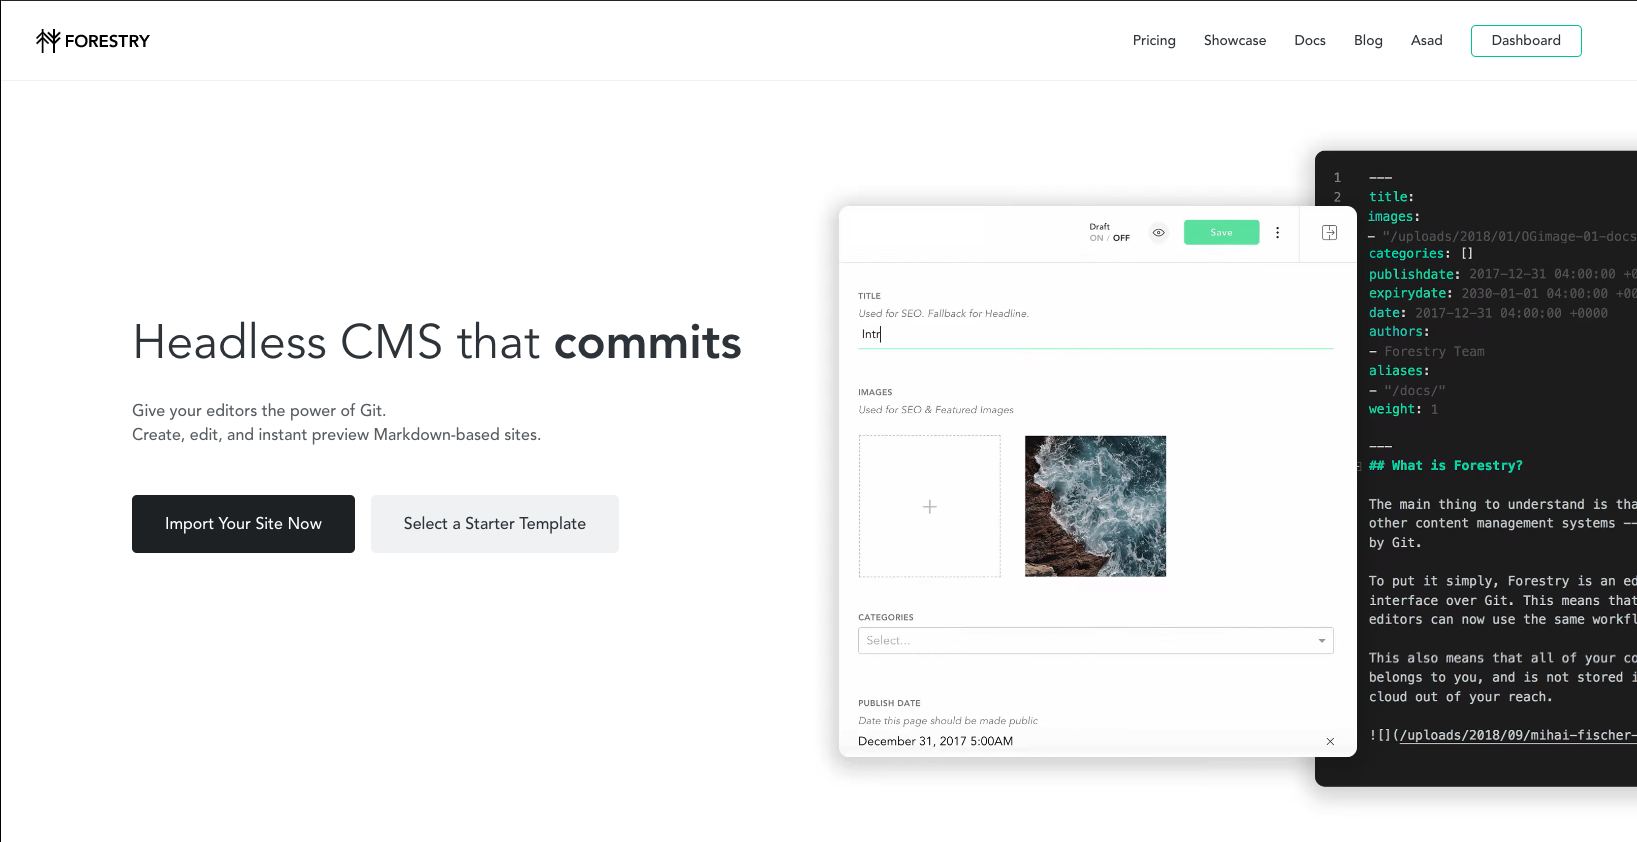 FORESTRY
Pricing
Showcase
Docs
Blog
Asad
Dashboard
Headless CMS that commits
Give your editors the power of Git.
Create, edit, and instant preview Markdown-based sites.
Import Your Site Now
Select a Starter Template
Draft
ON / OFF
Save
TITLE
Used for SEO. Fallback for Headline.
Intr
IMAGES
Used for SEO & Featured Images
CATEGORIES
Select...
PUBLISH DATE
Date this page should be made public
December 31, 2017 5:00AM
1
2
---
title:
images:
- "/uploads/2018/01/OGimage-01-docs
categories: []
publishdate: 2017-12-31 04:00:00 +0
expirydate: 2030-01-01 04:00:00 +00
date: 2017-12-31 04:00:00 +0000
authors:
- Forestry Team
aliases:
- "/docs/"
weight: 1
---
## What is Forestry?
The main thing to understand is tha
other content management systems --
by Git.
To put it simply, Forestry is an ed
interface over Git. This means that
editors can now use the same workfl
This also means that all of your co
belongs to you, and is not stored i
cloud out of your reach.
![](/uploads/2018/09/mihai-fischer-